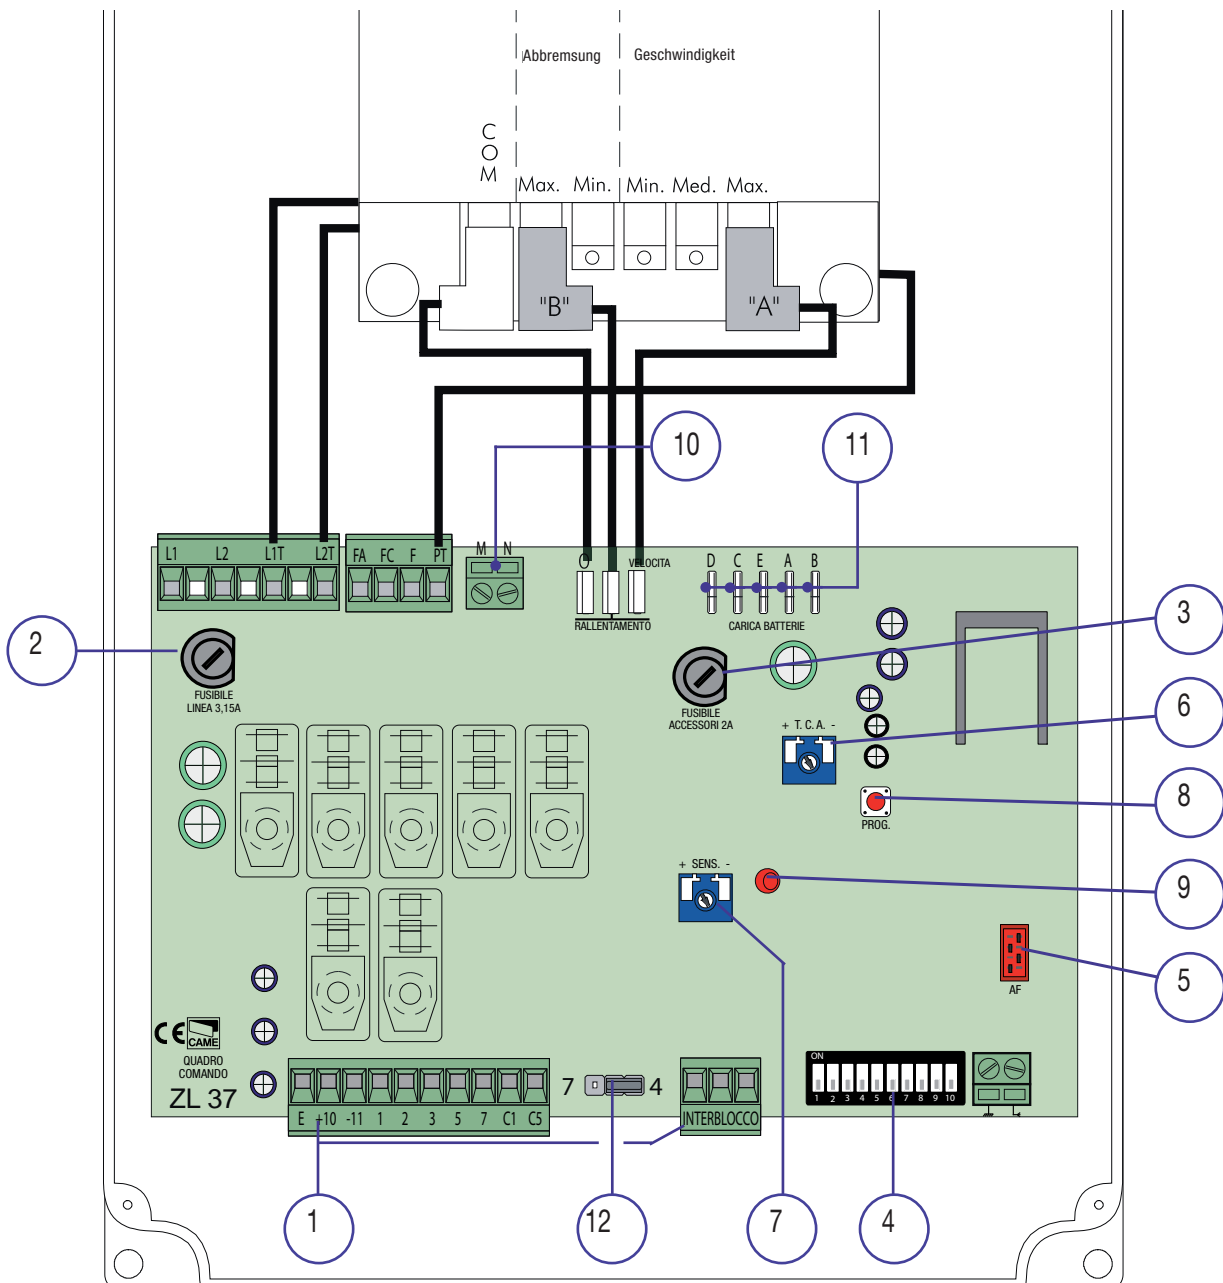 Abbremsung Geschwindigkeit
COM
Max. Min. Min. Med. Max.
"B" "A"
10 11
L1 L2 L1T L2T FA FC F PT M N O VELOCITA D C E A B
RALLENTAMENTO CARICA BATTERIE
2
3
FUSIBILE
LINEA 3,15A
FUSIBILE
ACCESSORI 2A
6
+ T. C. A. -
8
PROG.
+ SENS. -
9
5
AF
CE CAME
QUADRO
COMANDO
ZL 37
7 4
ON
1 2 3 4 5 6 7 8 9 10
E +10 -11 1 2 3 5 7 C1 C5 INTERBLOCCO
1 12 7 4